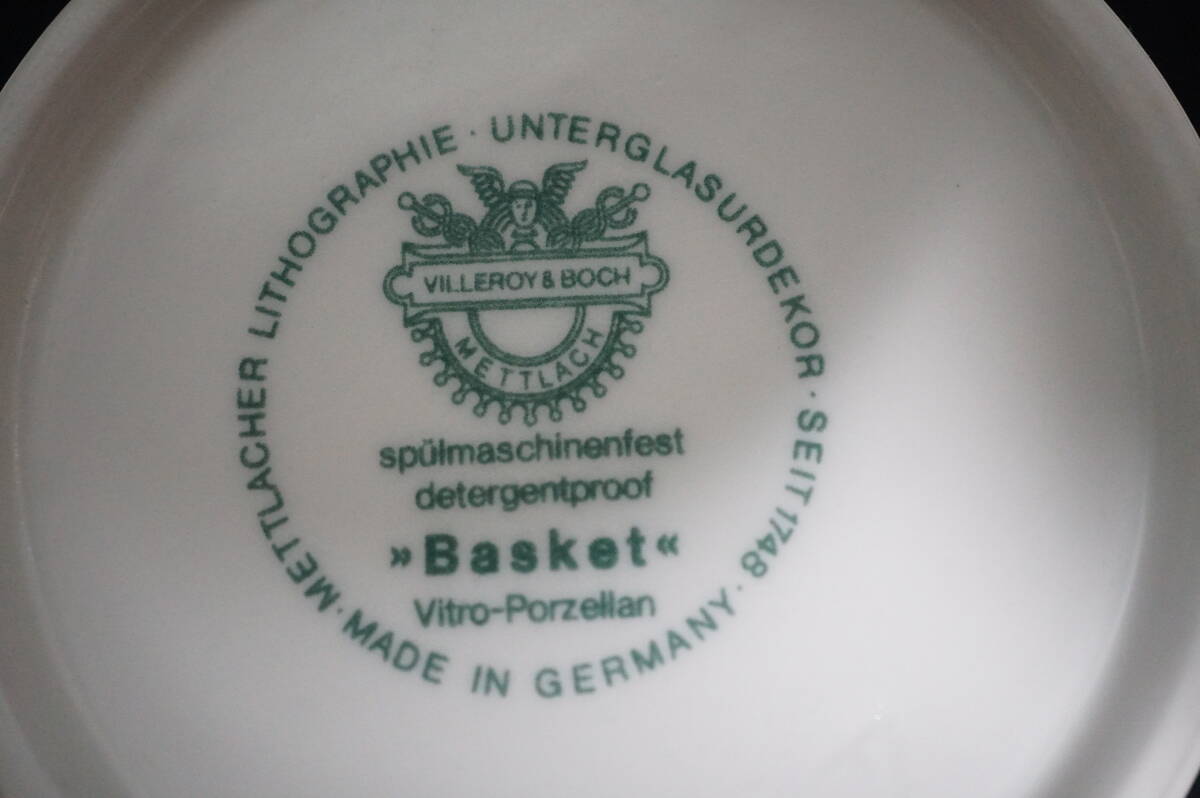 METTLACHER LITHOGRAPHIE · UNTERGLASURDEKOR · SEIT 1748 · MADE IN GERMANY ·
VILLEROY & BOCH
METTLACH
spülmaschinenfest
detergentproof
»Basket«
Vitro-Porzellan